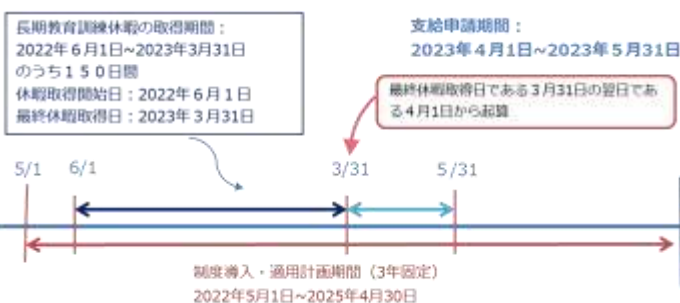 長期教育訓練休暇の取得期間：
2022年６月1日~2023年3月31日
のうち１５０日間
休暇取得開始日：2022年６月１日
最終休暇取得日：2023年３月31日
支給申請期間：
2023年４月1日~2023年５月31日
最終休暇取得日である３月31日の翌日であ
る４月1日から起算
5/1
6/1
3/31
5/31
制度導入・適用計画期間（3年固定）
2022年5月1日~2025年4月30日